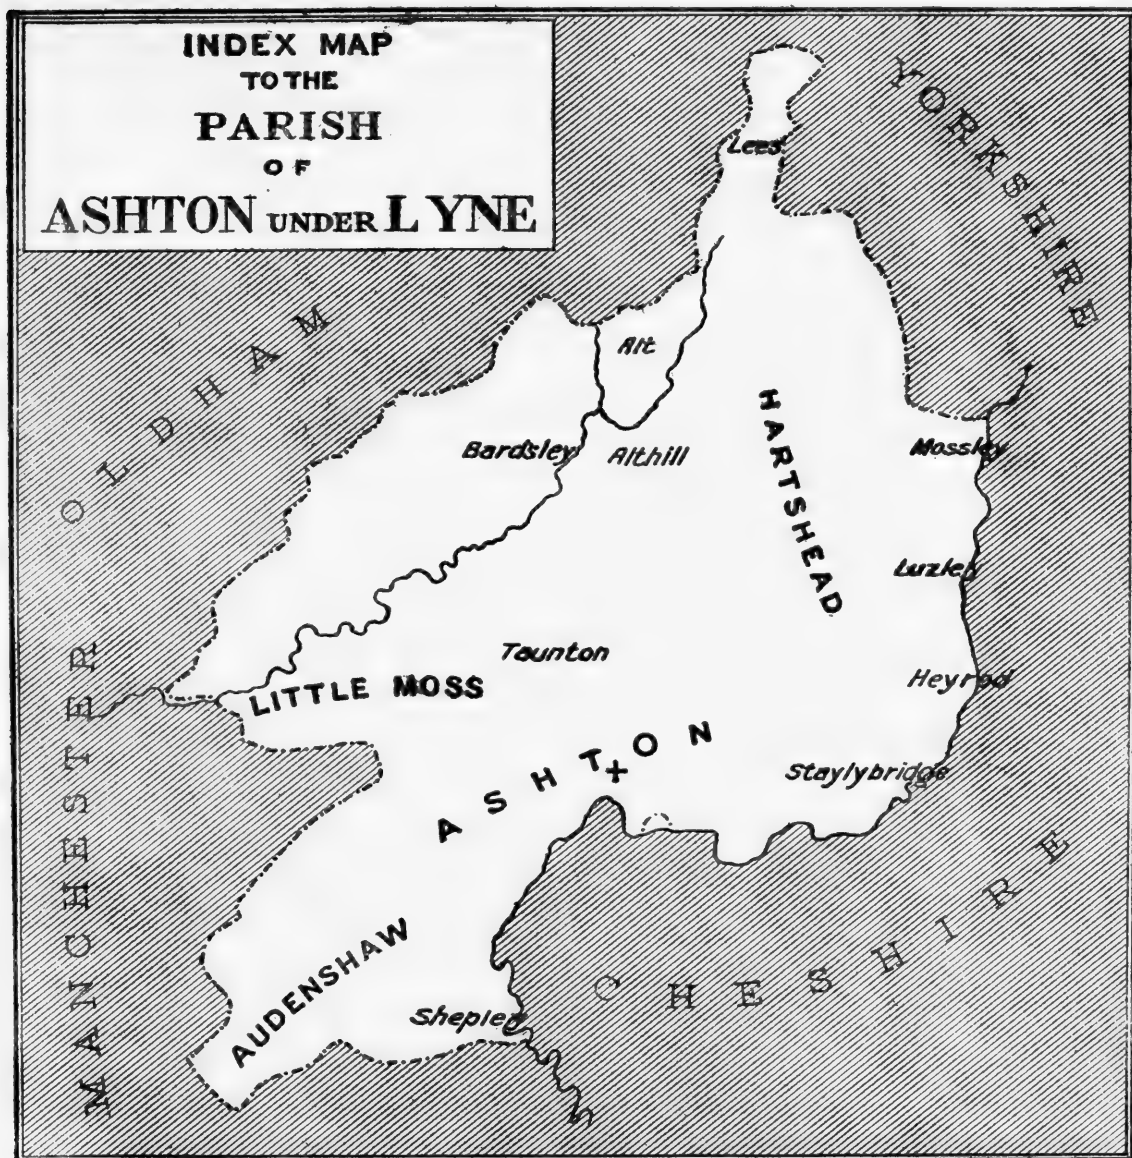 INDEX MAP
TO THE
PARISH
OF
ASHTON UNDER LYNE
YORKSHIRE
Lees
OLDHAM
Alt
HARTSHEAD
Bardsley
Althill
Mossley
Luzley
Taunton
Heyrod
LITTLE MOSS
MANCHESTER
ASHTON
Staylybridge
CHESHIRE
AUDENSHAW
Shepley